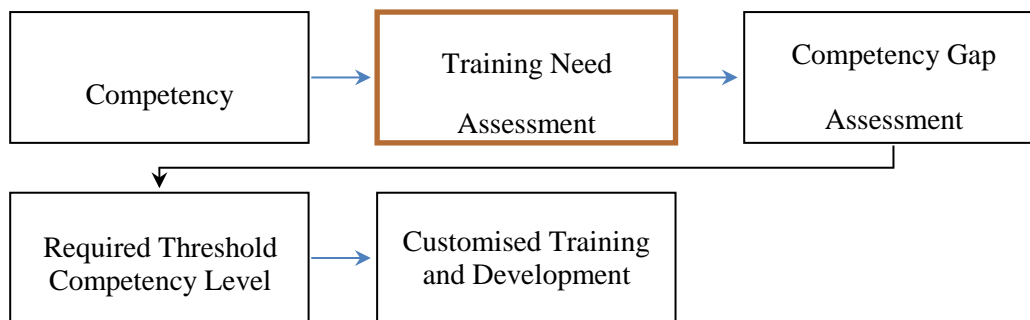 Competency
Training Need
Assessment
Competency Gap
Assessment
Required Threshold
Competency Level
Customised Training
and Development